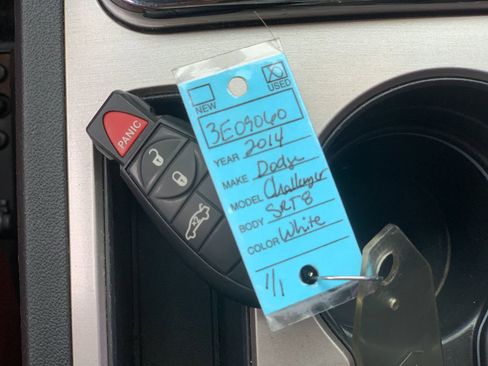 NEW USED
3E09060
YEAR 2014
MAKE Dodge
MODEL Challenger
BODY SRT8
COLOR White
1/1
PANIC